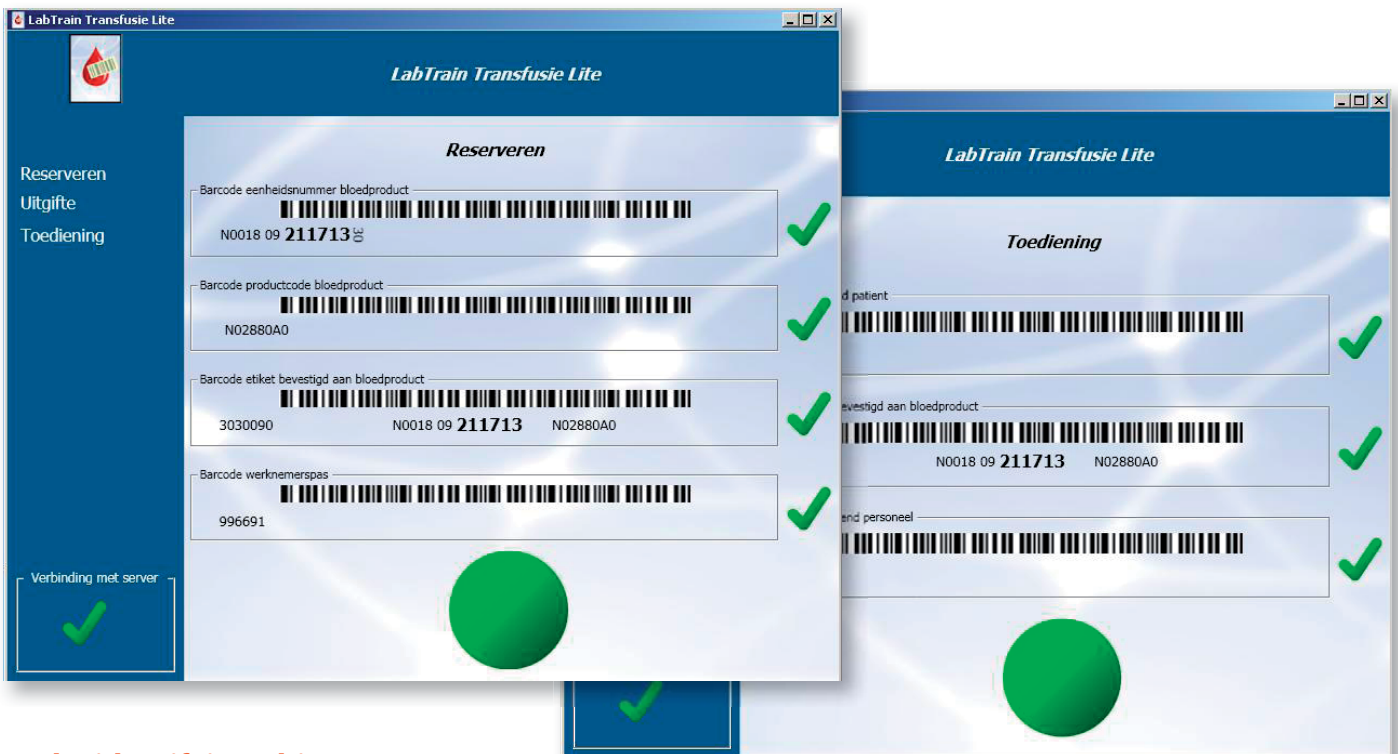 LabTrain Transfusie Lite
LabTrain Transfusie Lite
Reserveren
Uitgifte
Toediening
Reserveren
Barcode eenheidsnummer bloedproduct
N0018 09 211713 30
Barcode productcode bloedproduct
N02880A0
Barcode etiket bevestigd aan bloedproduct
3030090 N0018 09 211713 N02880A0
Barcode werknemerspas
996691
Verbinding met server
LabTrain Transfusie Lite
Toediening
patient
aan bloedproduct
N0018 09 211713 N02880A0
personeel